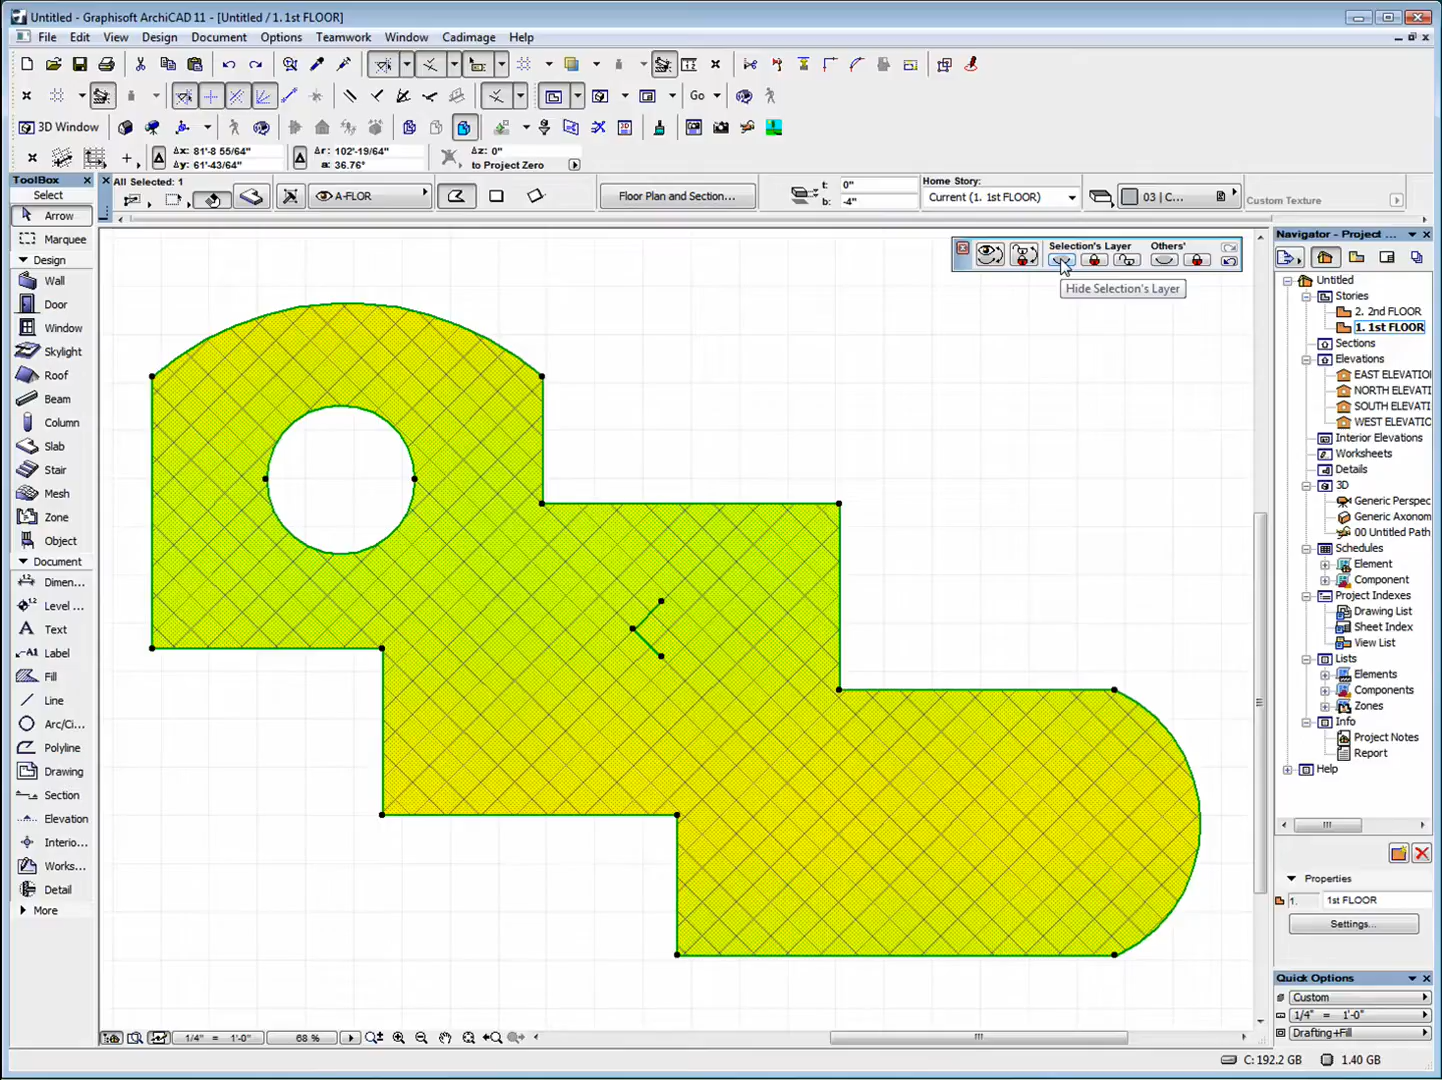 Untitled - Graphisoft ArchiCAD 11 - [Untitled / 1. 1st FLOOR]
File Edit View Design Document Options Teamwork Window Cadimage Help
Go
3D Window
Δx: 81'-8 55/64" Δr: 102'-19/64" Δz: 0"
Δy: 61'-43/64" a: 36.76° to Project Zero
ToolBox
Select
Arrow
Marquee
Design
Wall
Door
Window
Skylight
Roof
Beam
Column
Slab
Stair
Mesh
Zone
Object
Document
Dimen...
Level ...
Text
Label
Fill
Line
Arc/Ci...
Polyline
Drawing
Section
Elevation
Interio...
Works...
Detail
More
All Selected: 1
A-FLOR
Floor Plan and Section...
t: 0"
b: -4"
Home Story:
Current (1. 1st FLOOR)
03 | C...
Custom Texture
Selection's Layer Others'
Hide Selection's Layer
Navigator - Project ...
Untitled
Stories
2. 2nd FLOOR
1. 1st FLOOR
Sections
Elevations
EAST ELEVATIO
NORTH ELEVATI
SOUTH ELEVATI
WEST ELEVATIO
Interior Elevations
Worksheets
Details
3D
Generic Perspec
Generic Axonom
00 Untitled Path
Schedules
Element
Component
Project Indexes
Drawing List
Sheet Index
View List
Lists
Elements
Components
Zones
Info
Project Notes
Report
Help
Properties
1. 1st FLOOR
Settings...
Quick Options
Custom
1/4" = 1'-0"
Drafting+Fill
1/4" = 1'-0" 68 %
C: 192.2 GB 1.40 GB